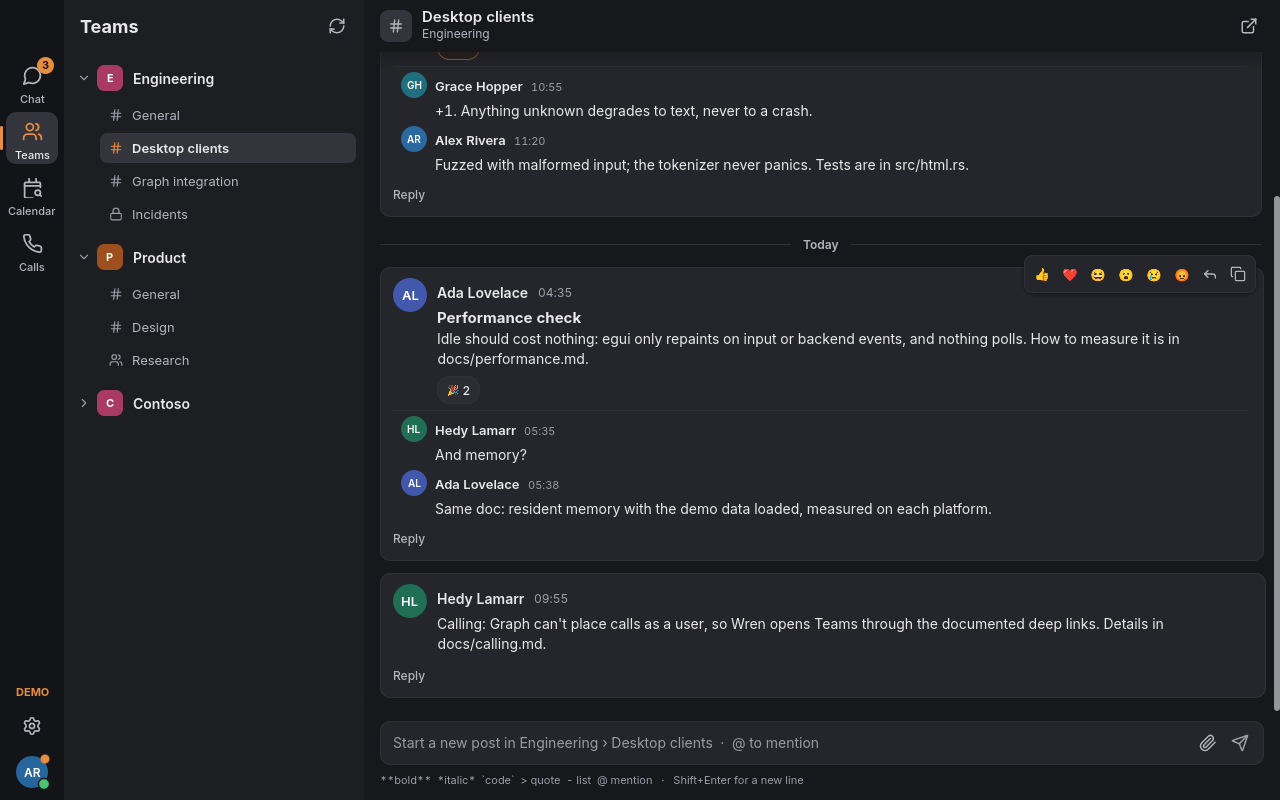 Teams
Desktop clients
Engineering
3
Chat
Teams
Calendar
Calls
DEMO
AR
E Engineering
General
Desktop clients
Graph integration
Incidents
P Product
General
Design
Research
C Contoso
GH Grace Hopper 10:55
+1. Anything unknown degrades to text, never to a crash.
AR Alex Rivera 11:20
Fuzzed with malformed input; the tokenizer never panics. Tests are in src/html.rs.
Reply
Today
👍 ❤️ 😆 😮 😢 😡
AL Ada Lovelace 04:35
Performance check
Idle should cost nothing: egui only repaints on input or backend events, and nothing polls. How to measure it is in
docs/performance.md.
🎉 2
HL Hedy Lamarr 05:35
And memory?
AL Ada Lovelace 05:38
Same doc: resident memory with the demo data loaded, measured on each platform.
Reply
HL Hedy Lamarr 09:55
Calling: Graph can't place calls as a user, so Wren opens Teams through the documented deep links. Details in
docs/calling.md.
Reply
Start a new post in Engineering › Desktop clients · @ to mention
**bold** *italic* `code` > quote - list @ mention · Shift+Enter for a new line